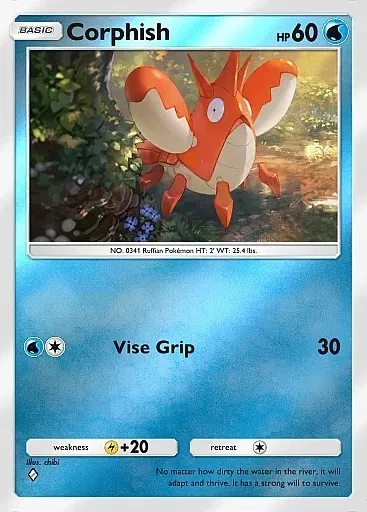 BASIC
Corphish
HP 60
NO. 0341 Ruffian Pokémon HT: 2' WT: 25.4 lbs.
Vise Grip 30
weakness +20 retreat
Illus. chibi
No matter how dirty the water in the river, it will
adapt and thrive. It has a strong will to survive.